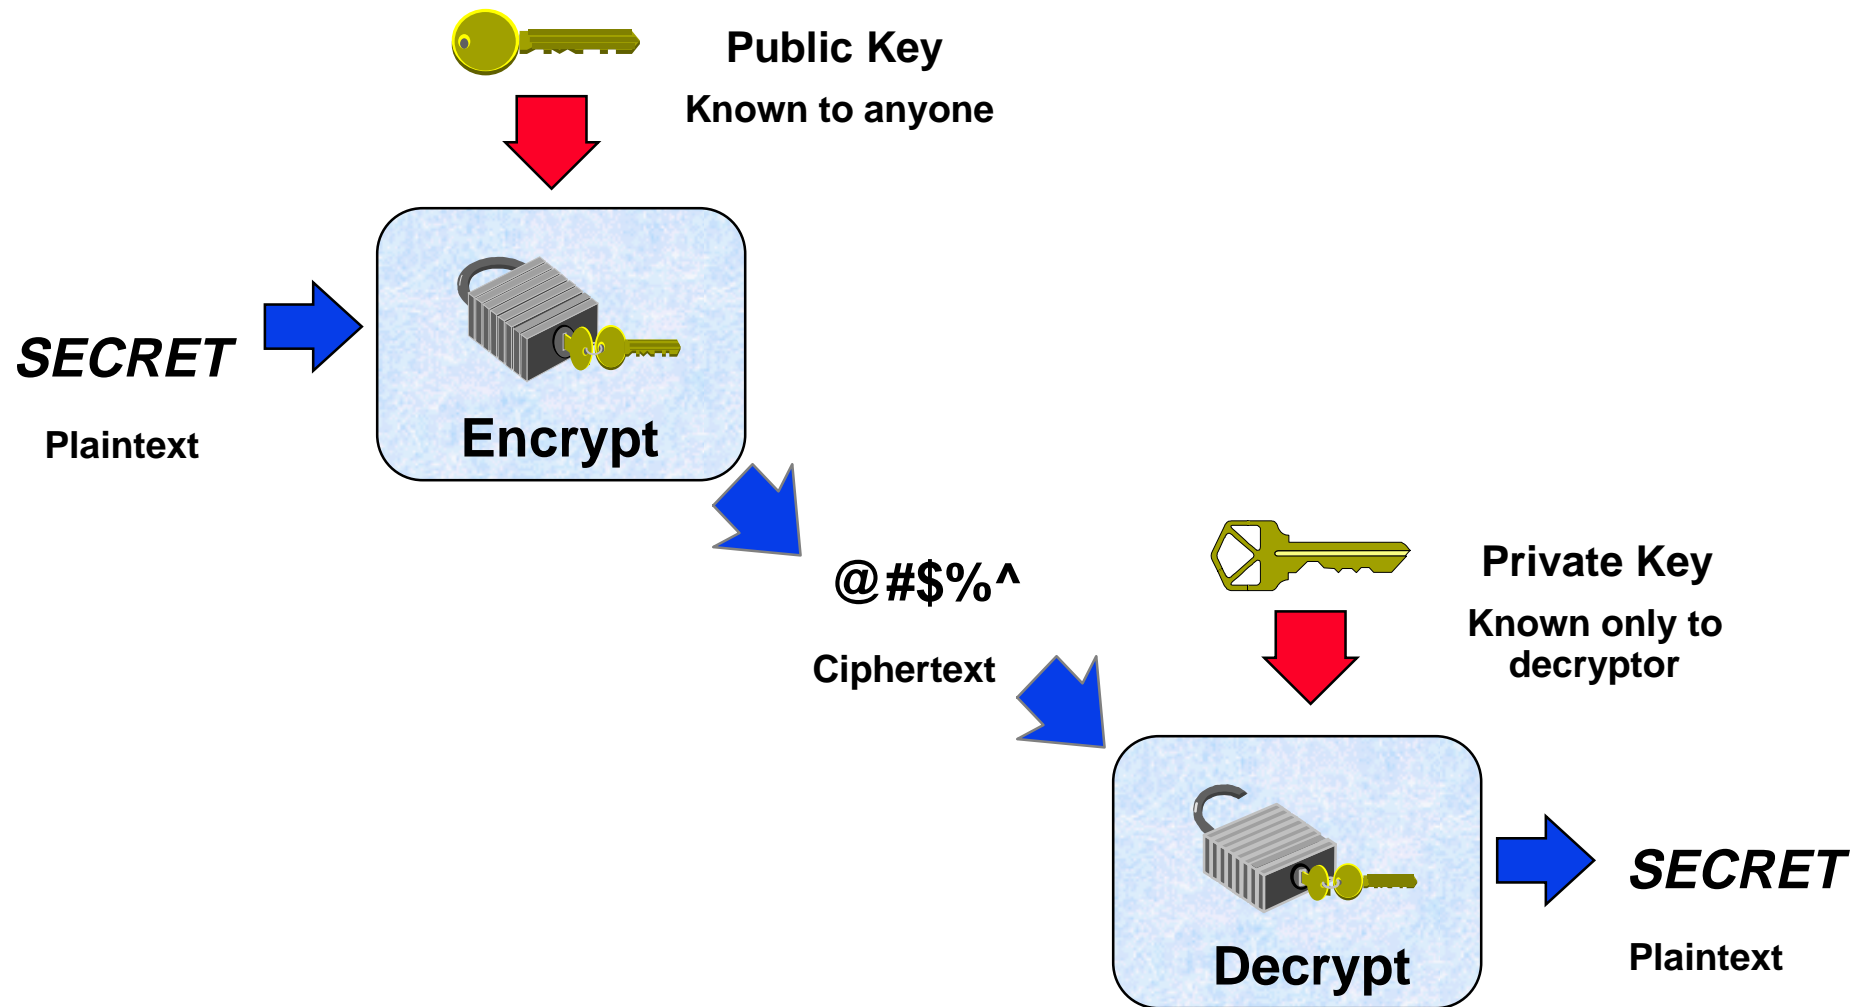 Public Key
Known to anyone
SECRET
Plaintext
Encrypt
@#$%^
Ciphertext
Private Key
Known only to
decryptor
Decrypt
SECRET
Plaintext